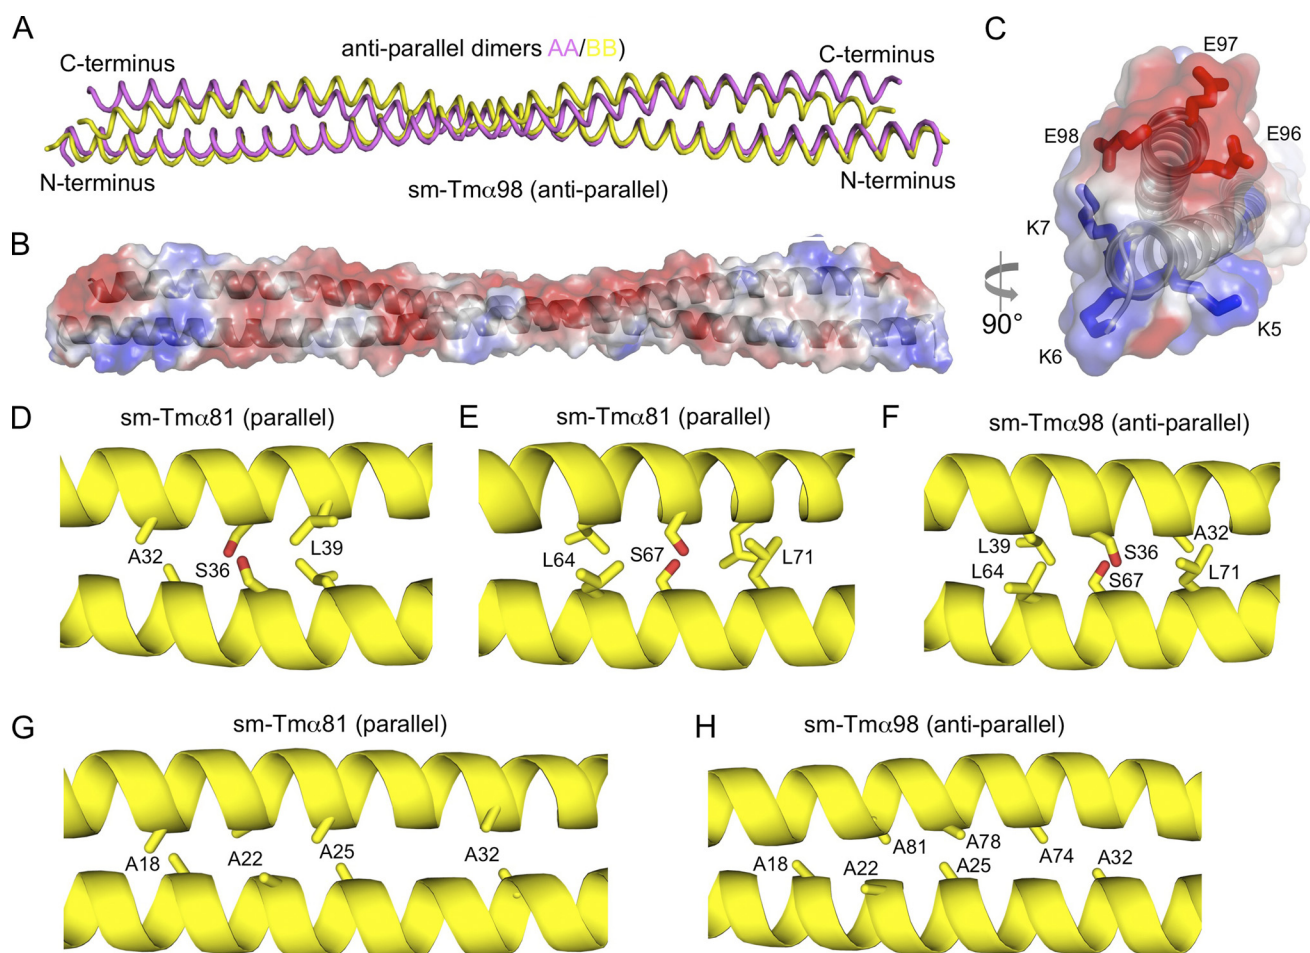 A
anti-parallel dimers AA/BB)
C-terminus
C-terminus
N-terminus
N-terminus
sm-Tmα98 (anti-parallel)
B
C
E97
E98
E96
K7
K6
K5
90°
D
sm-Tmα81 (parallel)
A32
S36
L39
E
sm-Tmα81 (parallel)
L64
S67
L71
F
sm-Tmα98 (anti-parallel)
L39
S36
A32
L64
S67
L71
G
sm-Tmα81 (parallel)
A18
A22
A25
A32
H
sm-Tmα98 (anti-parallel)
A81
A78
A74
A18
A22
A25
A32